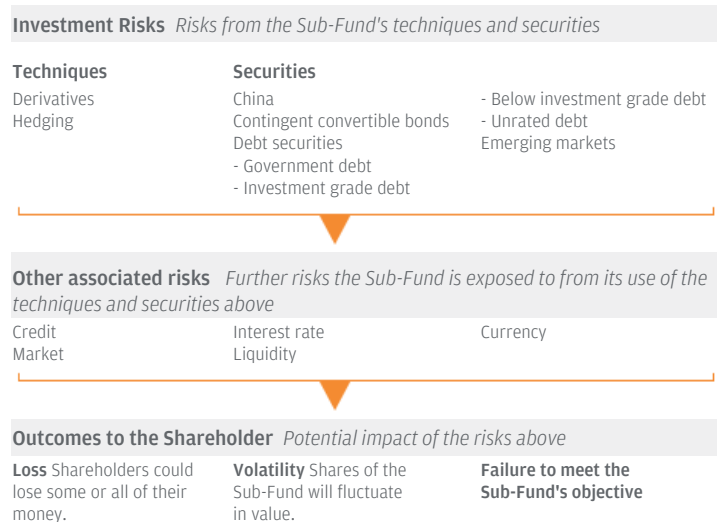 Investment Risks Risks from the Sub-Fund's techniques and securities
Techniques
Derivatives
Hedging
Securities
China
Contingent convertible bonds
Debt securities
- Government debt
- Investment grade debt
- Below investment grade debt
- Unrated debt
Emerging markets
Other associated risks Further risks the Sub-Fund is exposed to from its use of the
techniques and securities above
Credit
Market
Interest rate
Liquidity
Currency
Outcomes to the Shareholder Potential impact of the risks above
Loss Shareholders could
lose some or all of their
money.
Volatility Shares of the
Sub-Fund will fluctuate
in value.
Failure to meet the
Sub-Fund's objective